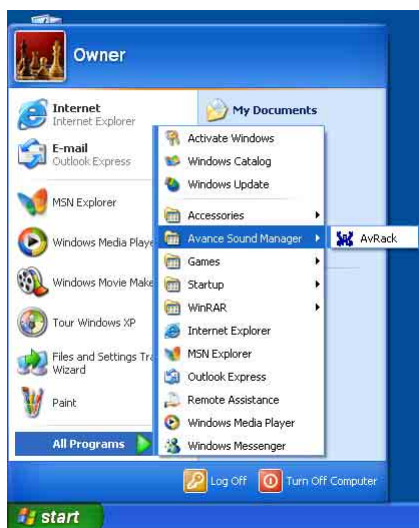 Owner
Internet
Internet Explorer
E-mail
Outlook Express
MSN Explorer
Windows Media Playe
Windows Movie Make
Tour Windows XP
Files and Settings Tra
Wizard
Paint
All Programs
My Documents
Activate Windows
Windows Catalog
Windows Update
Accessories
Avance Sound Manager
Games
Startup
WinRAR
Internet Explorer
MSN Explorer
Outlook Express
Remote Assistance
Windows Media Player
Windows Messenger
AvRack
Log Off
Turn Off Computer
start